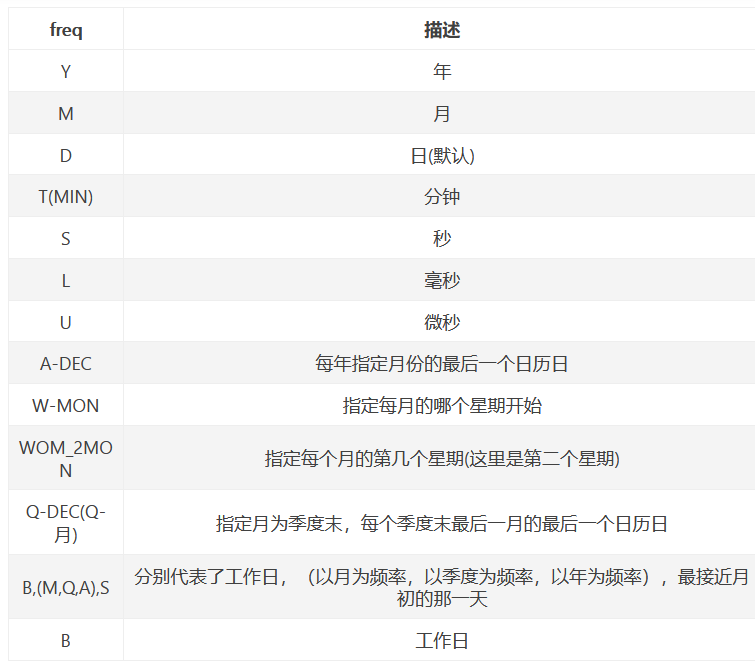 freq 描述
Y 年
M 月
D 日(默认)
T(MIN) 分钟
S 秒
L 毫秒
U 微秒
A-DEC 每年指定月份的最后一个日历日
W-MON 指定每月的哪个星期开始
WOM_2MO
N
指定每个月的第几个星期(这里是第二个星期)
Q-DEC(Q-
月)
指定月为季度末，每个季度末最后一月的最后一个日历日
B,(M,Q,A),S
分别代表了工作日，（以月为频率，以季度为频率，以年为频率），最接近月
初的那一天
B 工作日